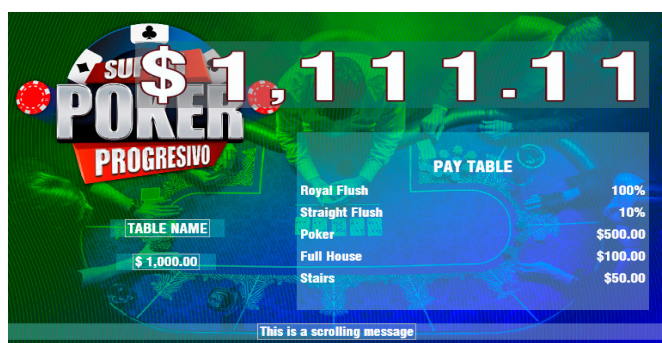 $1,111.11
POKER
PROGRESIVO
PAY TABLE
Royal Flush 100%
Straight Flush 10%
Poker $500.00
Full House $100.00
Stairs $50.00
TABLE NAME
$ 1,000.00
This is a scrolling message